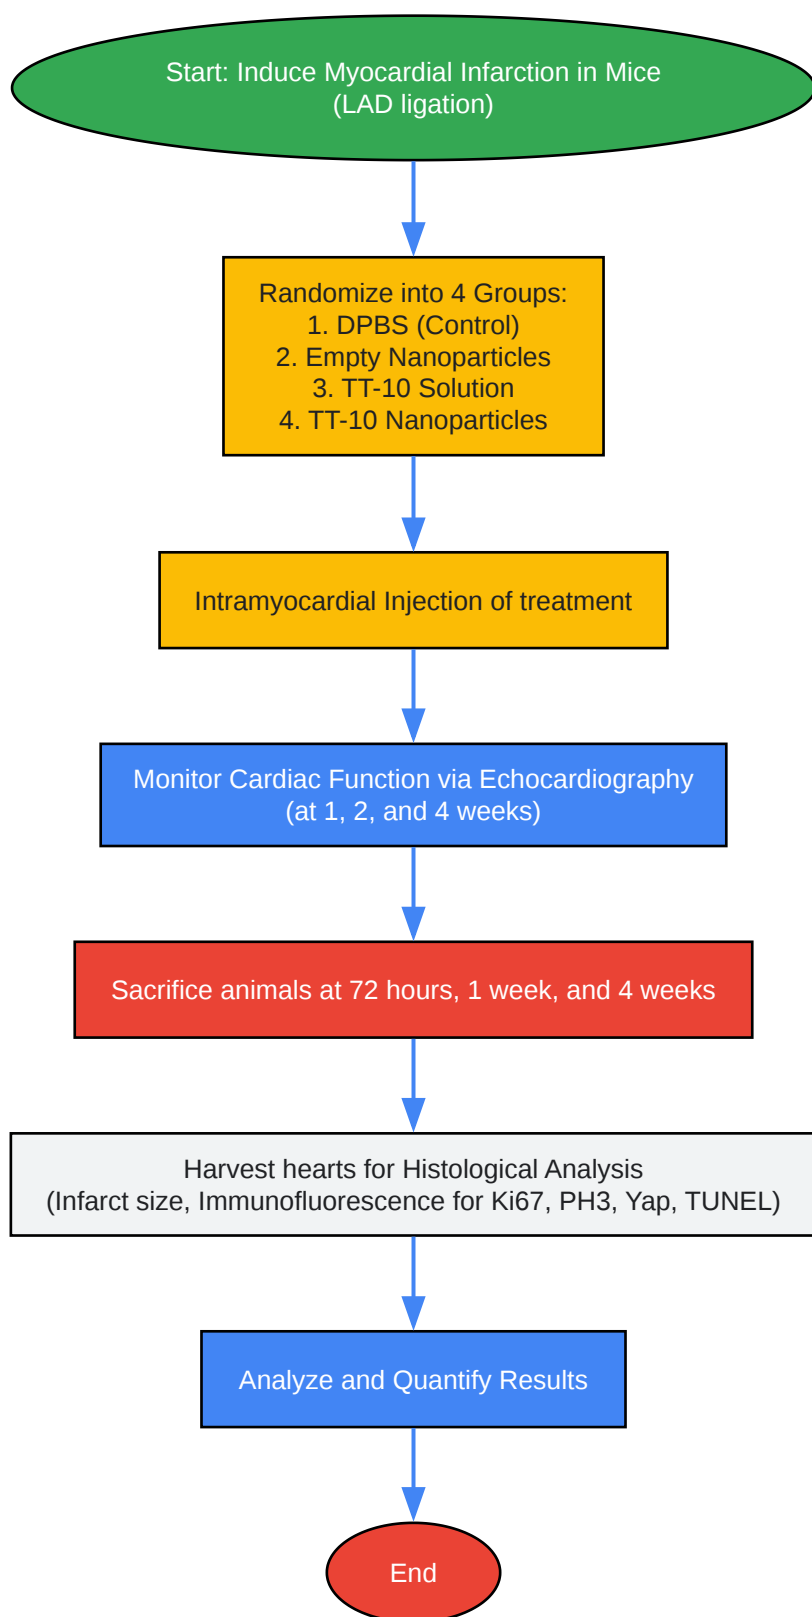 Start: Induce Myocardial Infarction in Mice
(LAD ligation)
Randomize into 4 Groups:
1. DPBS (Control)
2. Empty Nanoparticles
3. TT-10 Solution
4. TT-10 Nanoparticles
Intramyocardial Injection of treatment
Monitor Cardiac Function via Echocardiography
(at 1, 2, and 4 weeks)
Sacrifice animals at 72 hours, 1 week, and 4 weeks
Harvest hearts for Histological Analysis
(Infarct size, Immunofluorescence for Ki67, PH3, Yap, TUNEL)
Analyze and Quantify Results
End